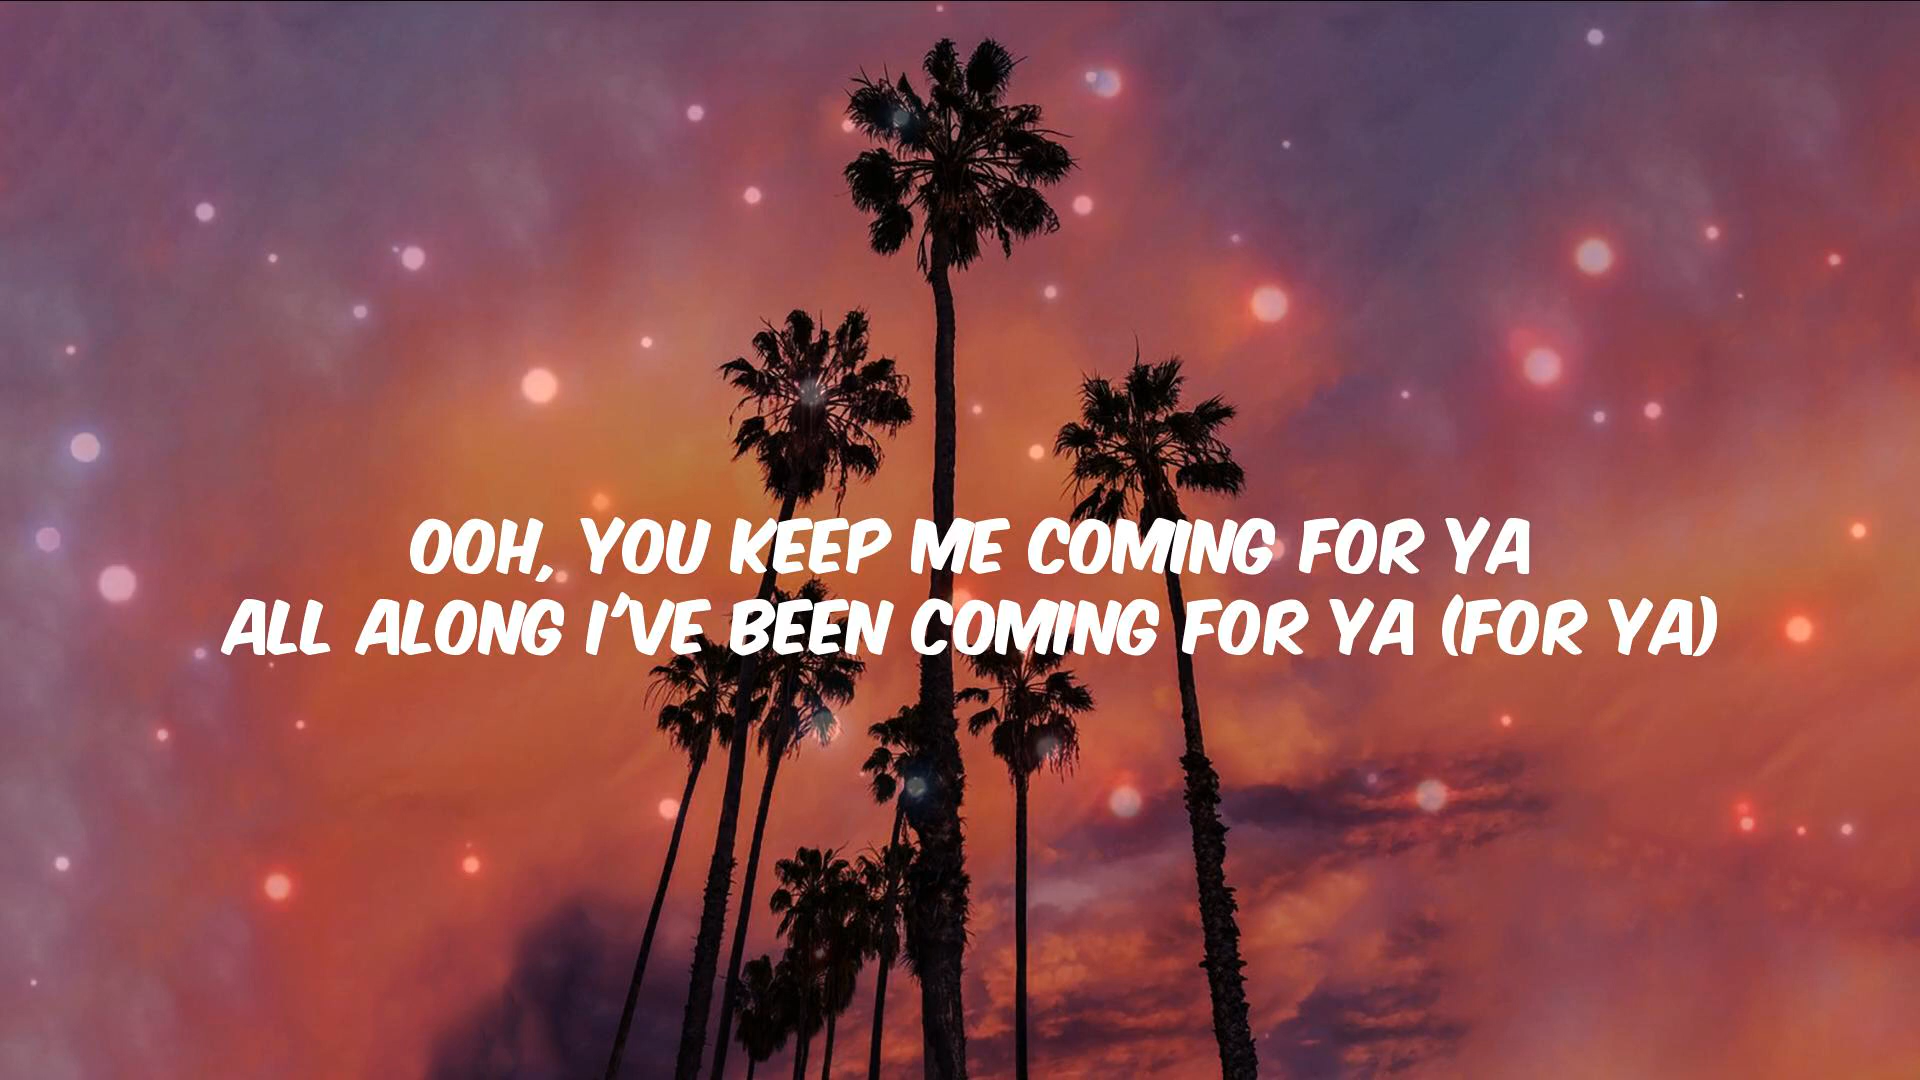 OOH, YOU KEEP ME COMING FOR YA
ALL ALONG I'VE BEEN COMING FOR YA (FOR YA)